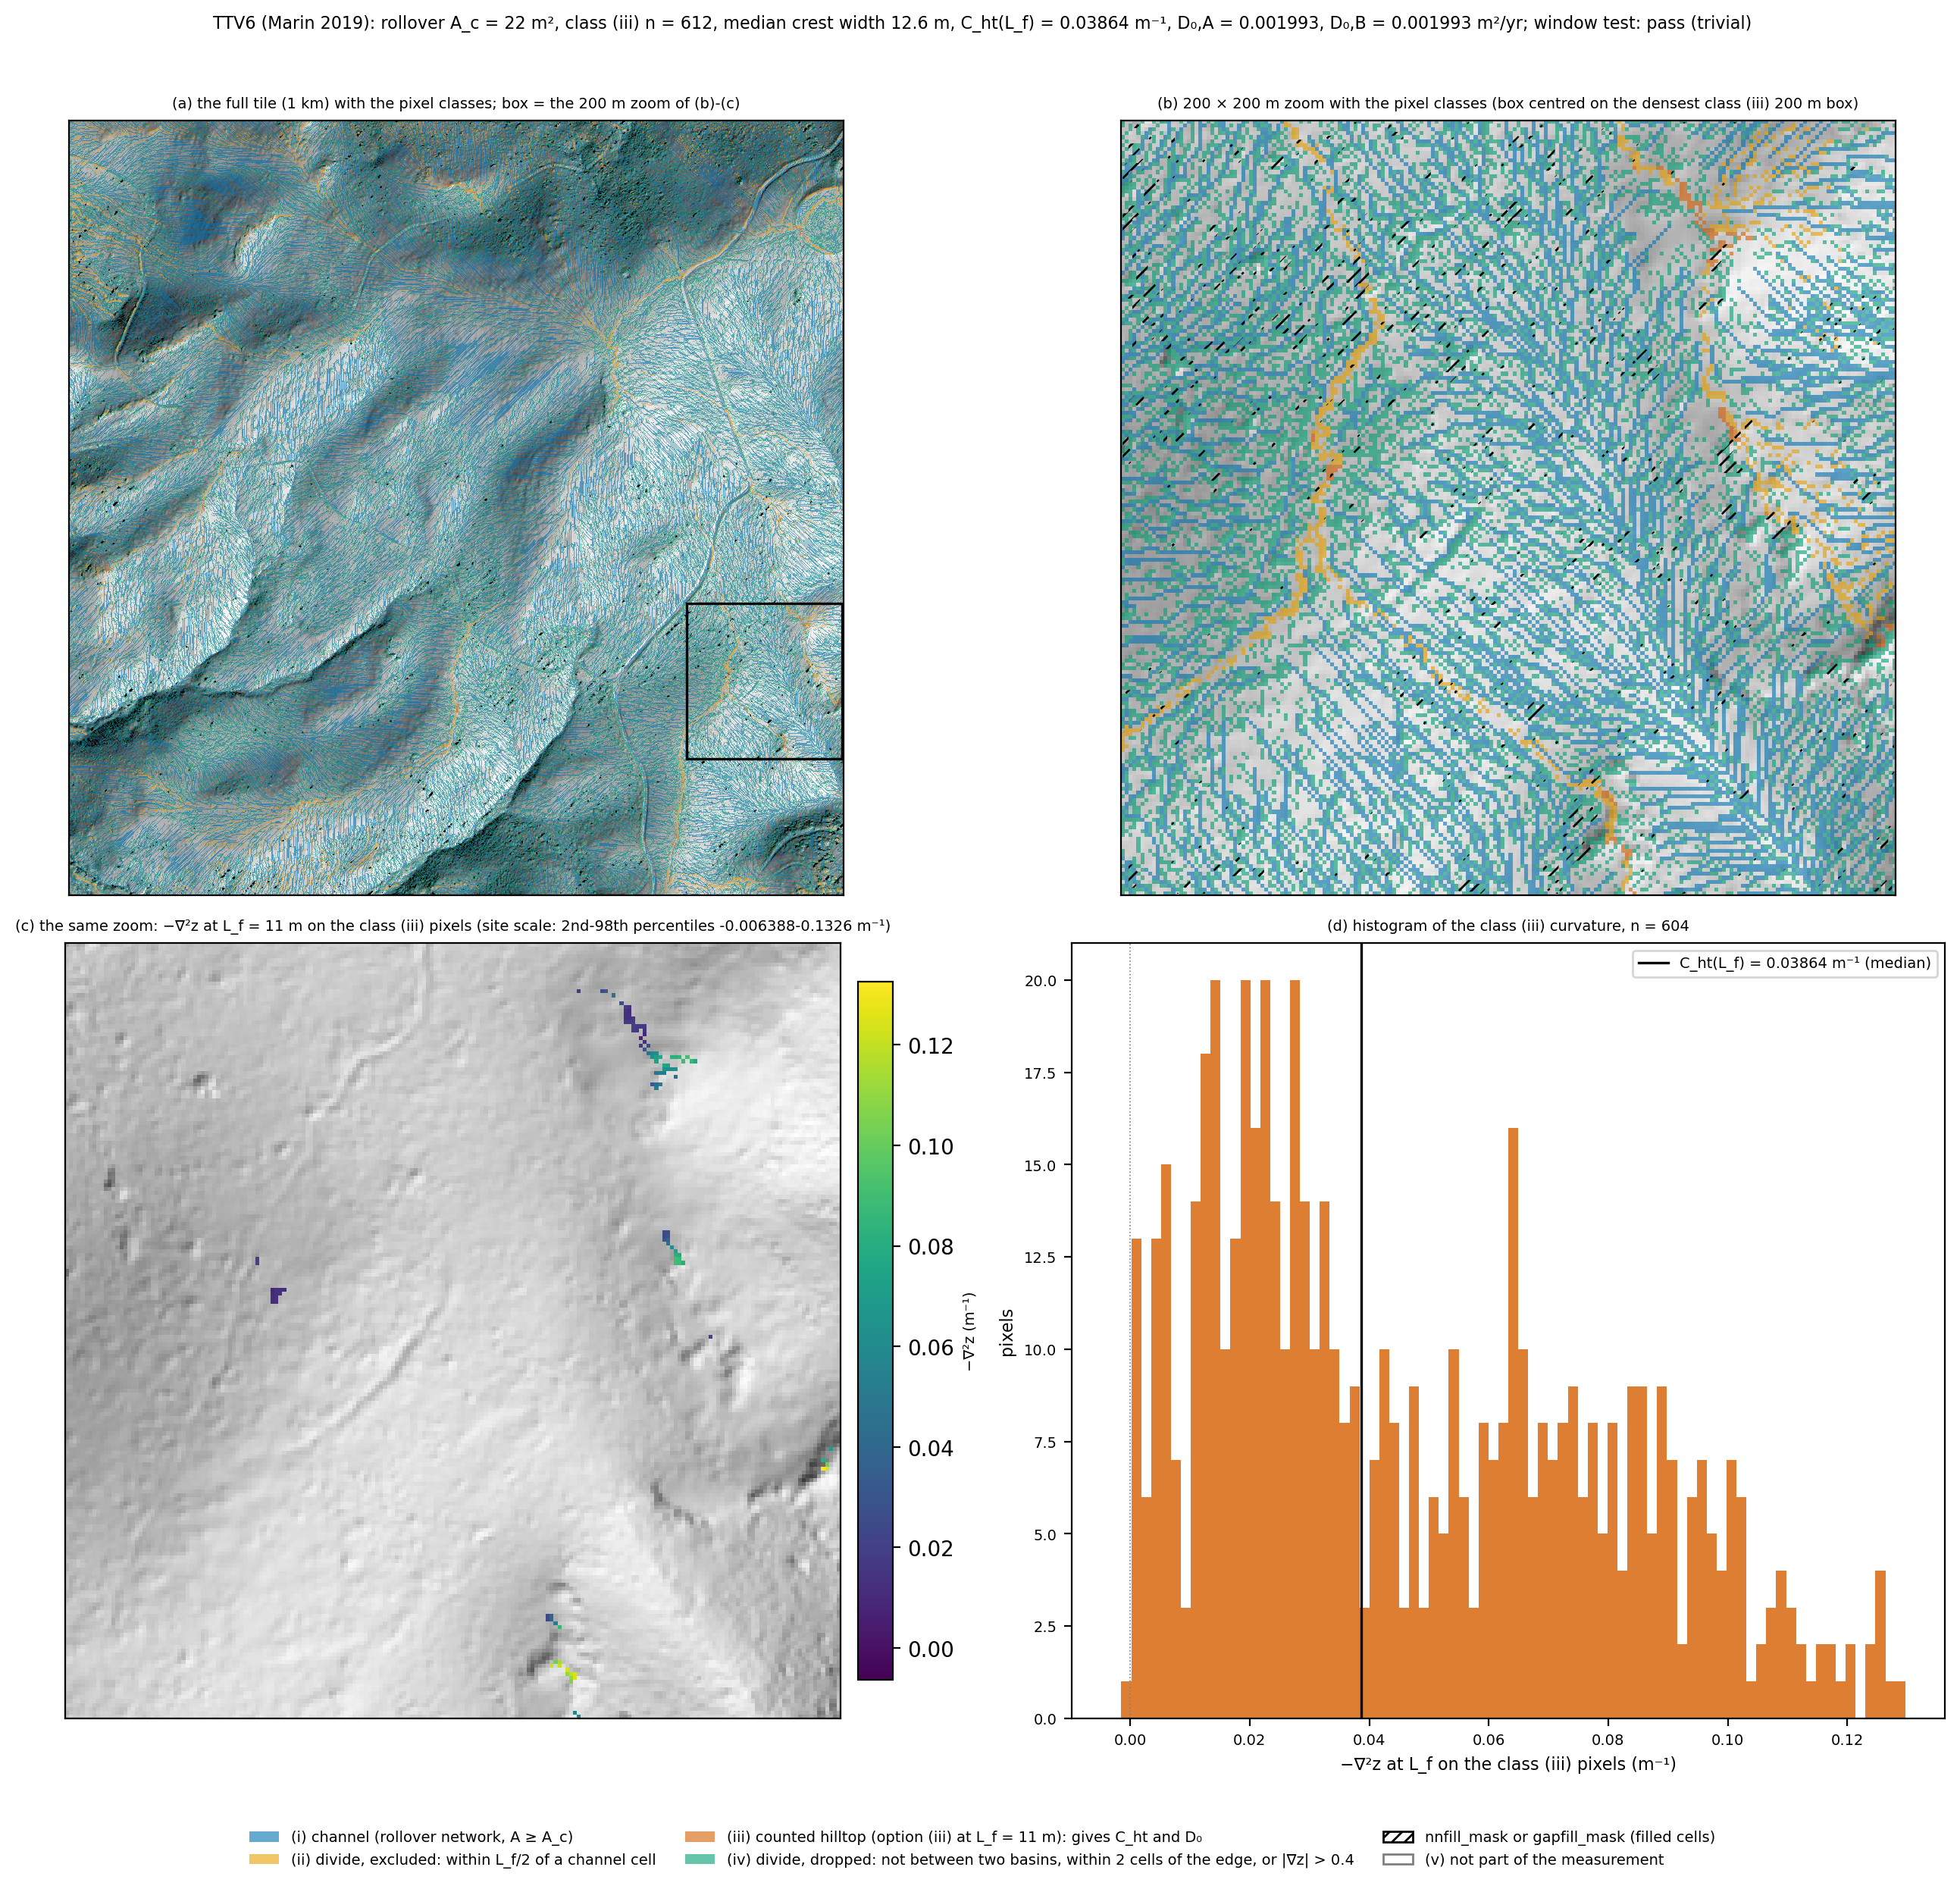 TTV6 (Marin 2019): rollover A_c = 22 m², class (iii) n = 612, median crest width 12.6 m, C_ht(L_f) = 0.03864 m⁻¹, D₀,A = 0.001993, D₀,B = 0.001993 m²/yr; window test: pass (trivial)
(a) the full tile (1 km) with the pixel classes; box = the 200 m zoom of (b)-(c)
(b) 200 × 200 m zoom with the pixel classes (box centred on the densest class (iii) 200 m box)
(c) the same zoom: −∇²z at L_f = 11 m on the class (iii) pixels (site scale: 2nd-98th percentiles -0.006388-0.1326 m⁻¹)
0.12
0.10
0.08
0.06
0.04
0.02
0.00
−∇²z (m⁻¹)
(d) histogram of the class (iii) curvature, n = 604
C_ht(L_f) = 0.03864 m⁻¹ (median)
20.0
17.5
15.0
12.5
10.0
7.5
5.0
2.5
0.0
pixels
0.00 0.02 0.04 0.06 0.08 0.10 0.12
−∇²z at L_f on the class (iii) pixels (m⁻¹)
(i) channel (rollover network, A ≥ A_c)
(ii) divide, excluded: within L_f/2 of a channel cell
(iii) counted hilltop (option (iii) at L_f = 11 m): gives C_ht and D₀
(iv) divide, dropped: not between two basins, within 2 cells of the edge, or |∇z| > 0.4
nnfill_mask or gapfill_mask (filled cells)
(v) not part of the measurement